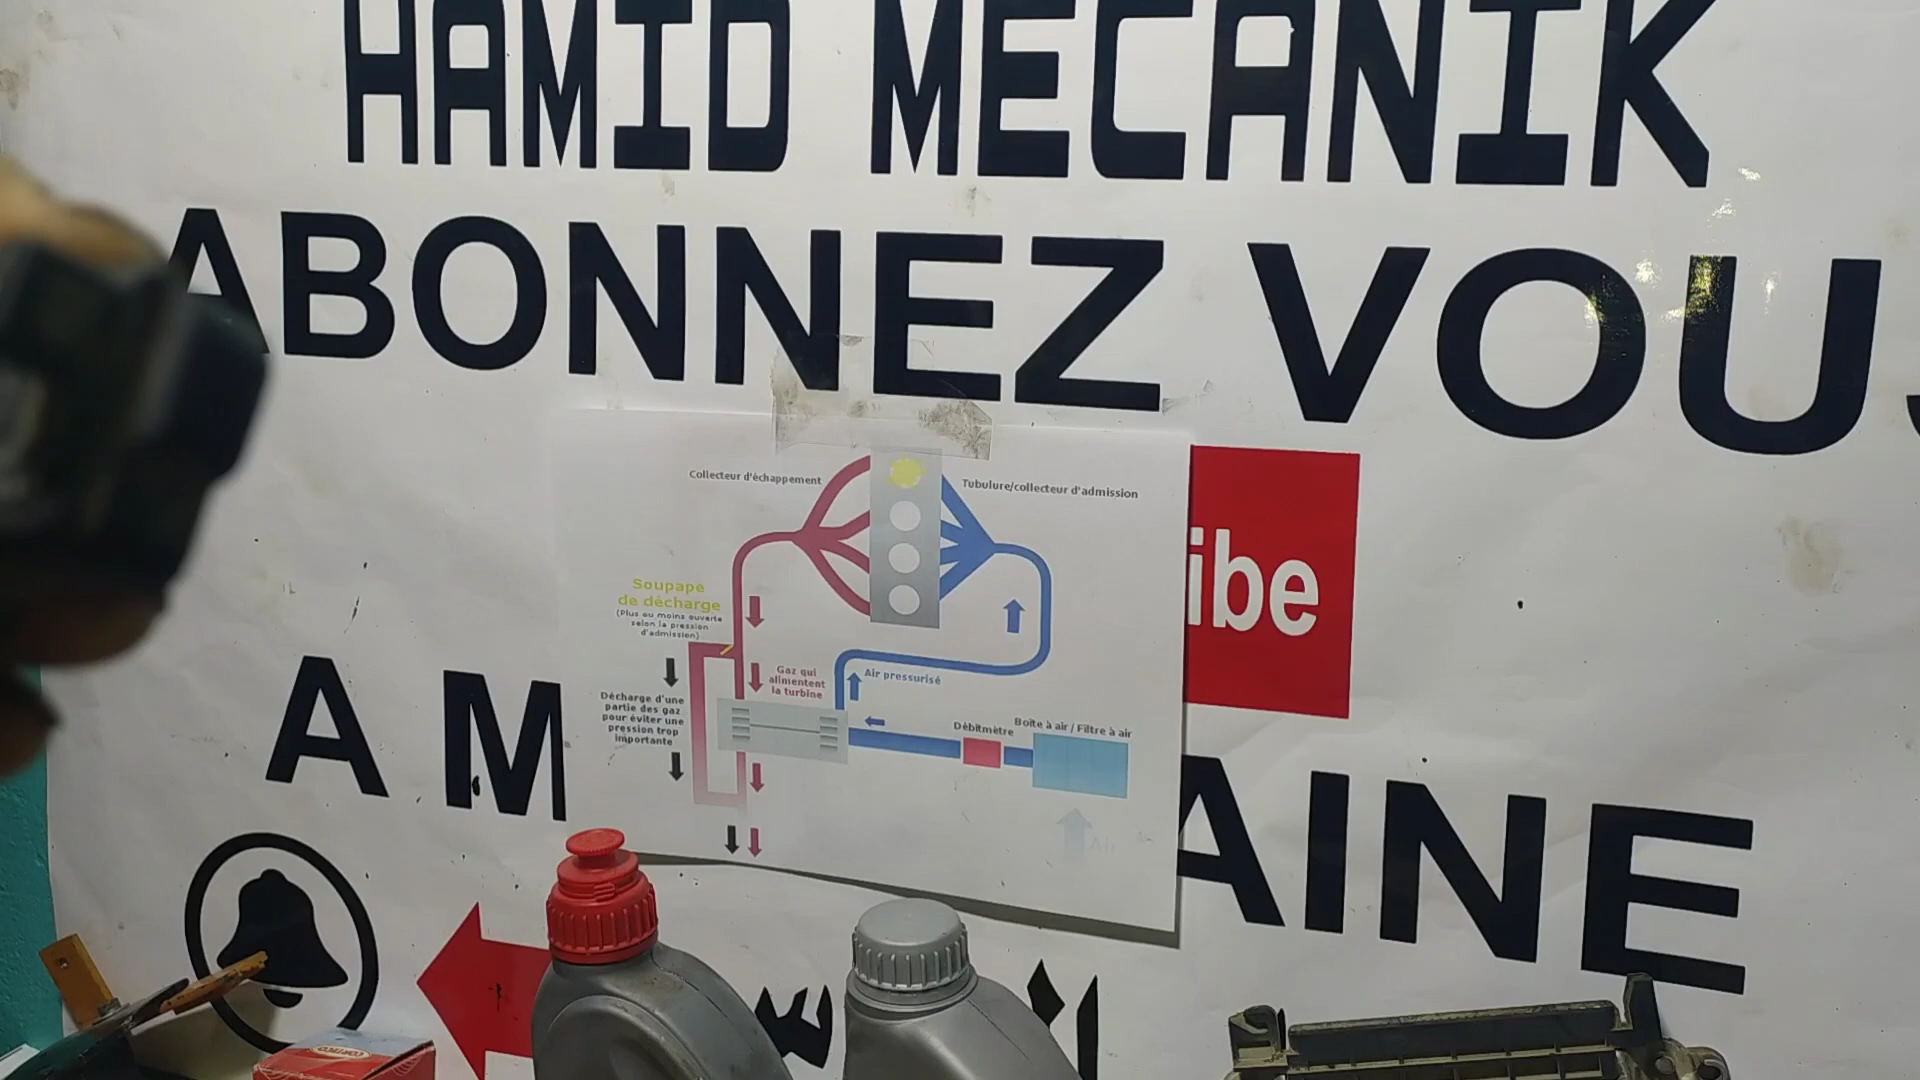 HAMID MECANIK
ABONNEZ VOUS
Collecteur d'échappement
Tubulure/collecteur d'admission
ibe
Soupape
de décharge
(Plus ou moins ouverte
selon la pression
d'admission)
Gaz qui
alimentent
la turbine
Air pressurisé
Décharge d'une
partie des gaz
pour éviter une
pression trop
importante
Débitmètre
Boîte à air / Filtre à air
Air
A M
AINE